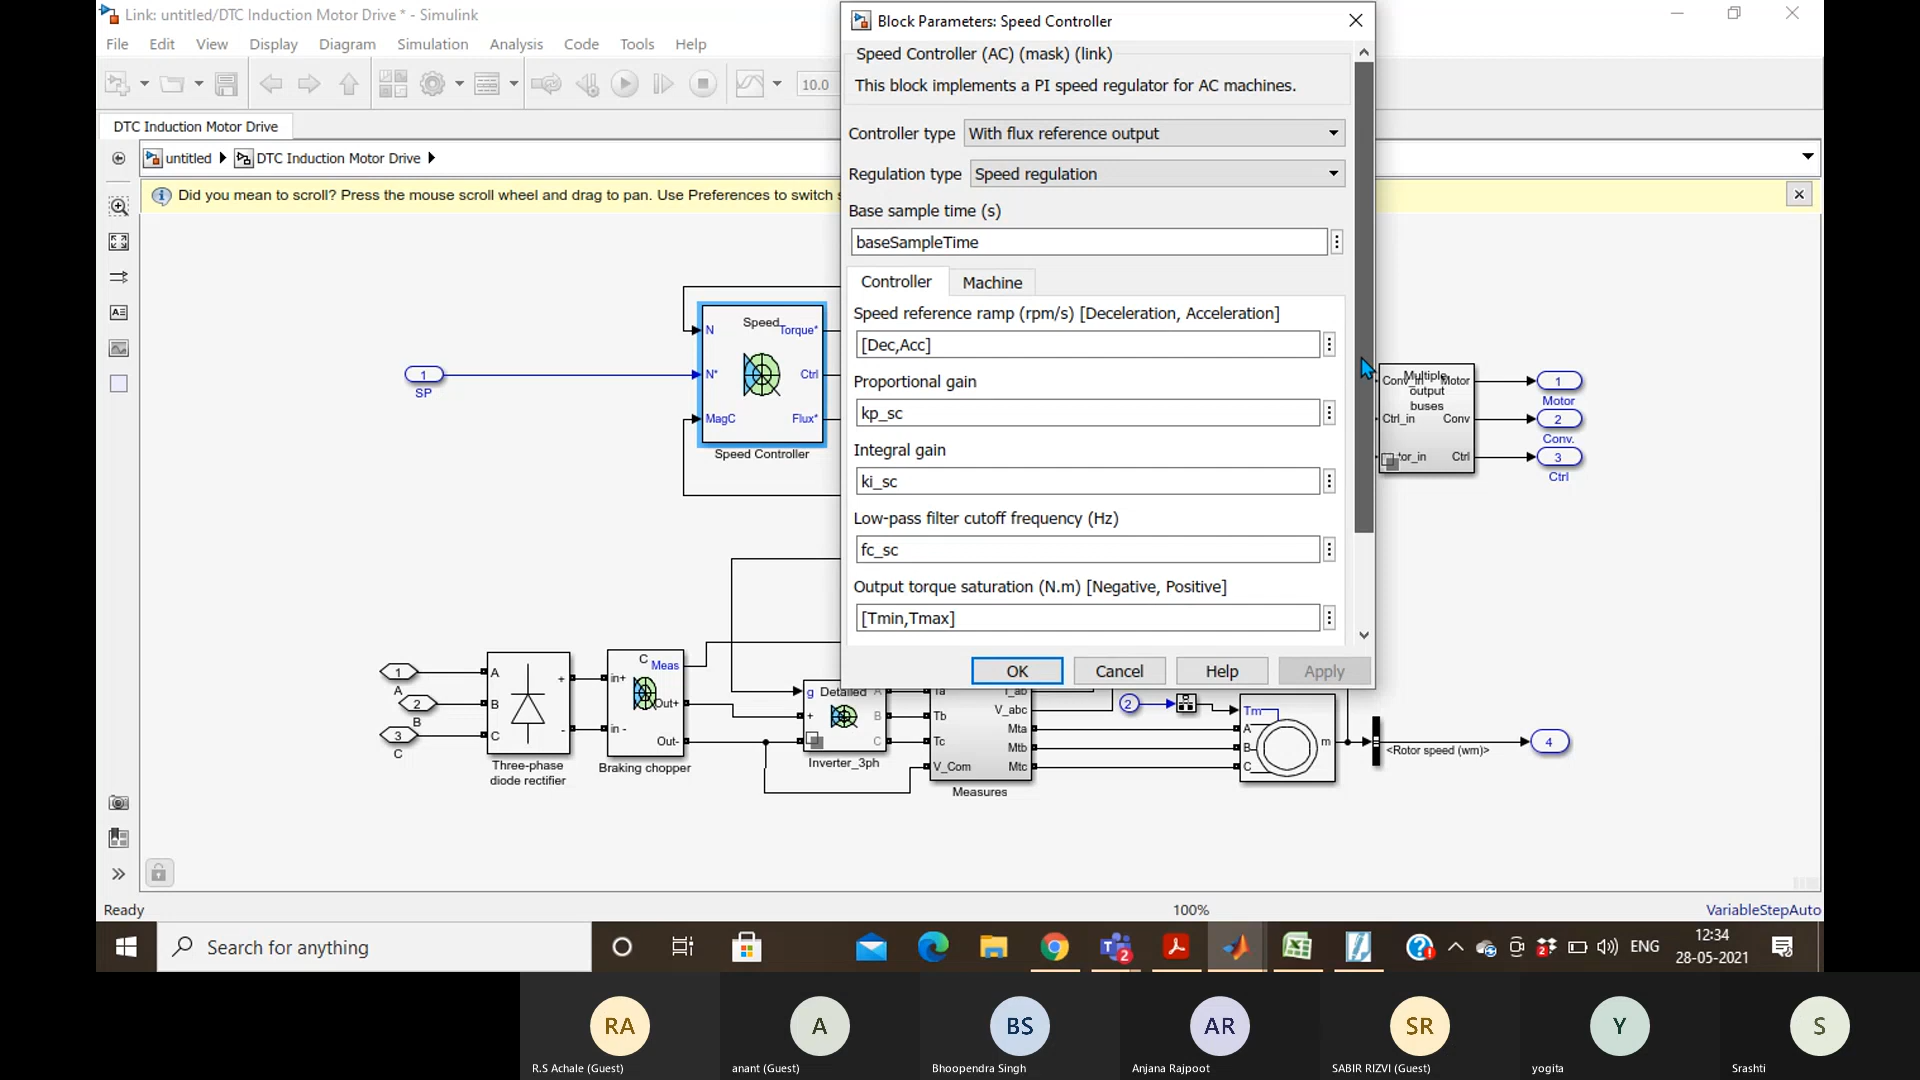 Link: untitled/DTC Induction Motor Drive * - Simulink
File Edit View Display Diagram Simulation Analysis Code Tools Help
10.0
DTC Induction Motor Drive
untitled DTC Induction Motor Drive
Did you mean to scroll? Press the mouse scroll wheel and drag to pan. Use Preferences to switch
Block Parameters: Speed Controller
Speed Controller (AC) (mask) (link)
This block implements a PI speed regulator for AC machines.
Controller type With flux reference output
Regulation type Speed regulation
Base sample time (s)
baseSampleTime
Controller Machine
Speed reference ramp (rpm/s) [Deceleration, Acceleration]
[Dec,Acc]
Proportional gain
kp_sc
Integral gain
ki_sc
Low-pass filter cutoff frequency (Hz)
fc_sc
Output torque saturation (N.m) [Negative, Positive]
[Tmin,Tmax]
OK Cancel Help Apply
1
SP
Speed
N Torque*
N* Ctrl
MagC Flux*
Speed Controller
Multiple
output
buses
Conv_in Motor
Ctrl_in Conv
Ctrl
1
Motor
2
Conv.
3
Ctrl
1
A
2
B
3
C
A +
B
C -
Three-phase
diode rectifier
C Meas
in+
Out+
in -
Out-
Braking chopper
g Detailed A
+ B
- C
Inverter_3ph
Ta I_ab
V_abc
Tb Mta
Tc Mtb
V_Com Mtc
Measures
2
Tm
A
B m
C
<Rotor speed (wm)>
4
Ready 100% VariableStepAuto
Search for anything
2
ENG
12:34
28-05-2021
RA A BS AR SR Y S
R.S Achale (Guest) anant (Guest) Bhoopendra Singh Anjana Rajpoot SABIR RIZVI (Guest) yogita Srashti